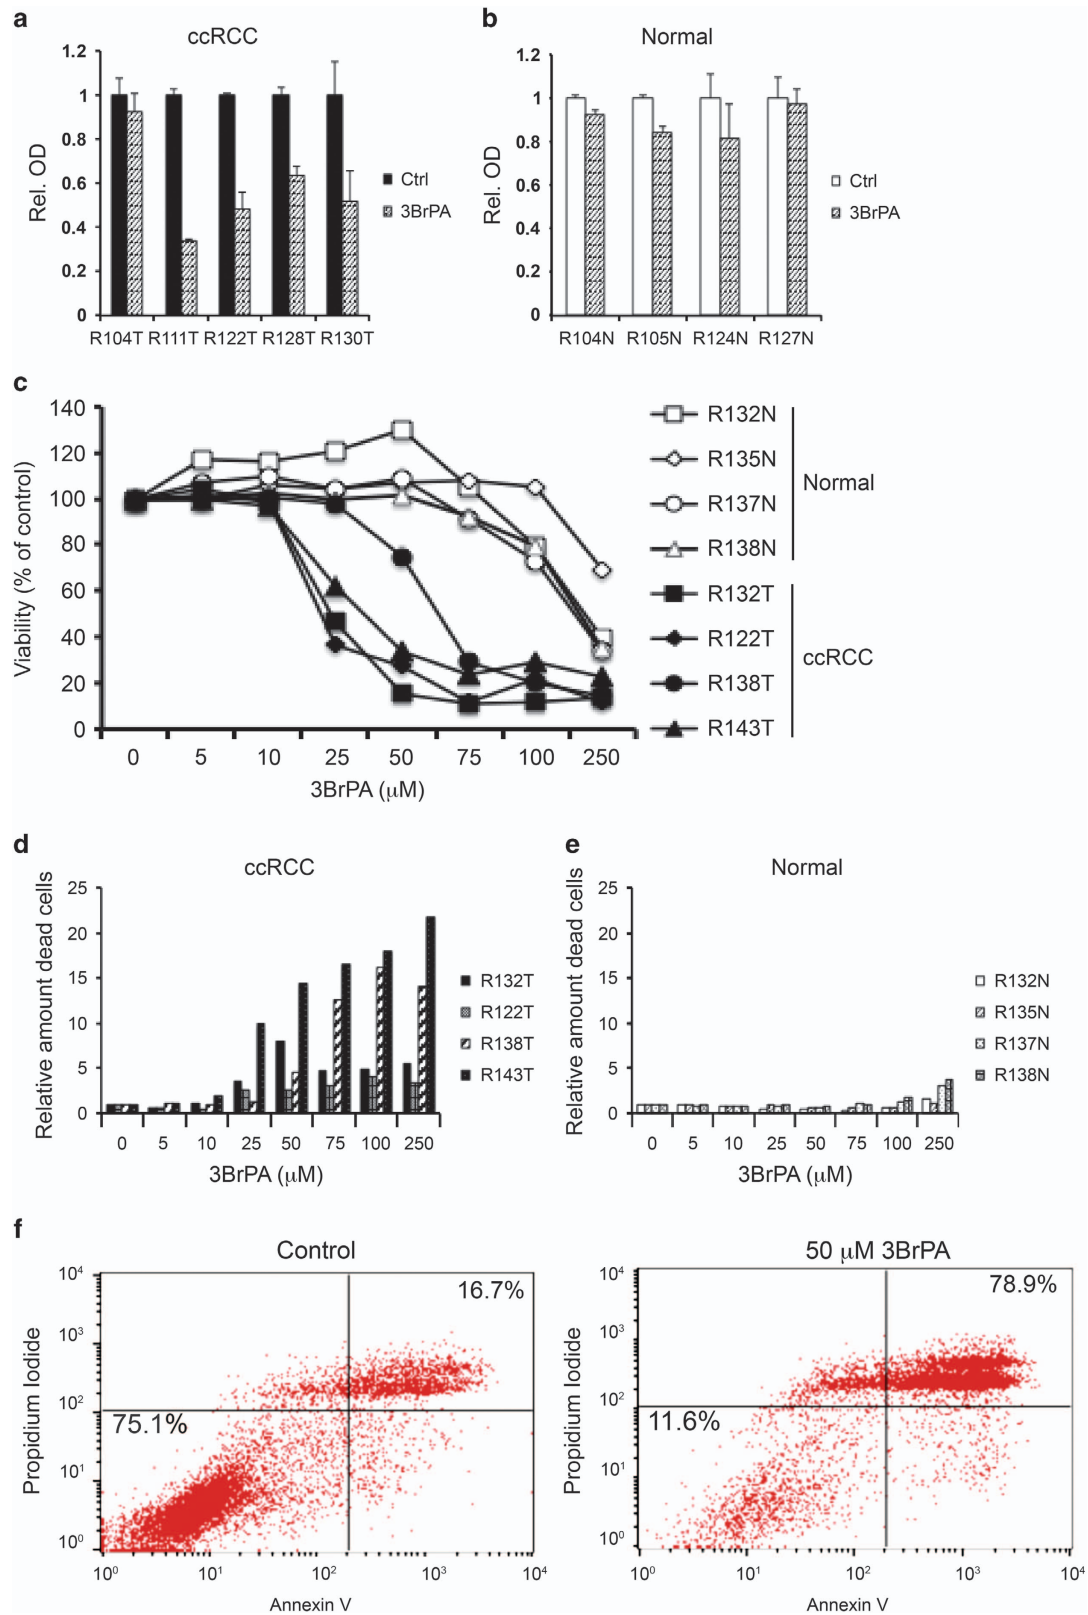 a
ccRCC
Rel. OD
1.2
1
0.8
0.6
0.4
0.2
0
R104T R111T R122T R128T R130T
Ctrl
3BrPA
b
Normal
Rel. OD
1.2
1
0.8
0.6
0.4
0.2
0
R104N R105N R124N R127N
Ctrl
3BrPA
c
Viability (% of control)
140
120
100
80
60
40
20
0
0 5 10 25 50 75 100 250
3BrPA (μM)
R132N
R135N
R137N
R138N
Normal
R132T
R122T
R138T
R143T
ccRCC
d
ccRCC
Relative amount dead cells
25
20
15
10
5
0
0 5 10 25 50 75 100 250
3BrPA (μM)
R132T
R122T
R138T
R143T
e
Normal
Relative amount dead cells
25
20
15
10
5
0
0 5 10 25 50 75 100 250
3BrPA (μM)
R132N
R135N
R137N
R138N
f
Control
Propidium Iodide
10⁴
10³
10²
10¹
10⁰
16.7%
75.1%
10⁰ 10¹ 10² 10³ 10⁴
Annexin V
50 μM 3BrPA
Propidium Iodide
10⁴
10³
10²
10¹
10⁰
78.9%
11.6%
10⁰ 10¹ 10² 10³ 10⁴
Annexin V